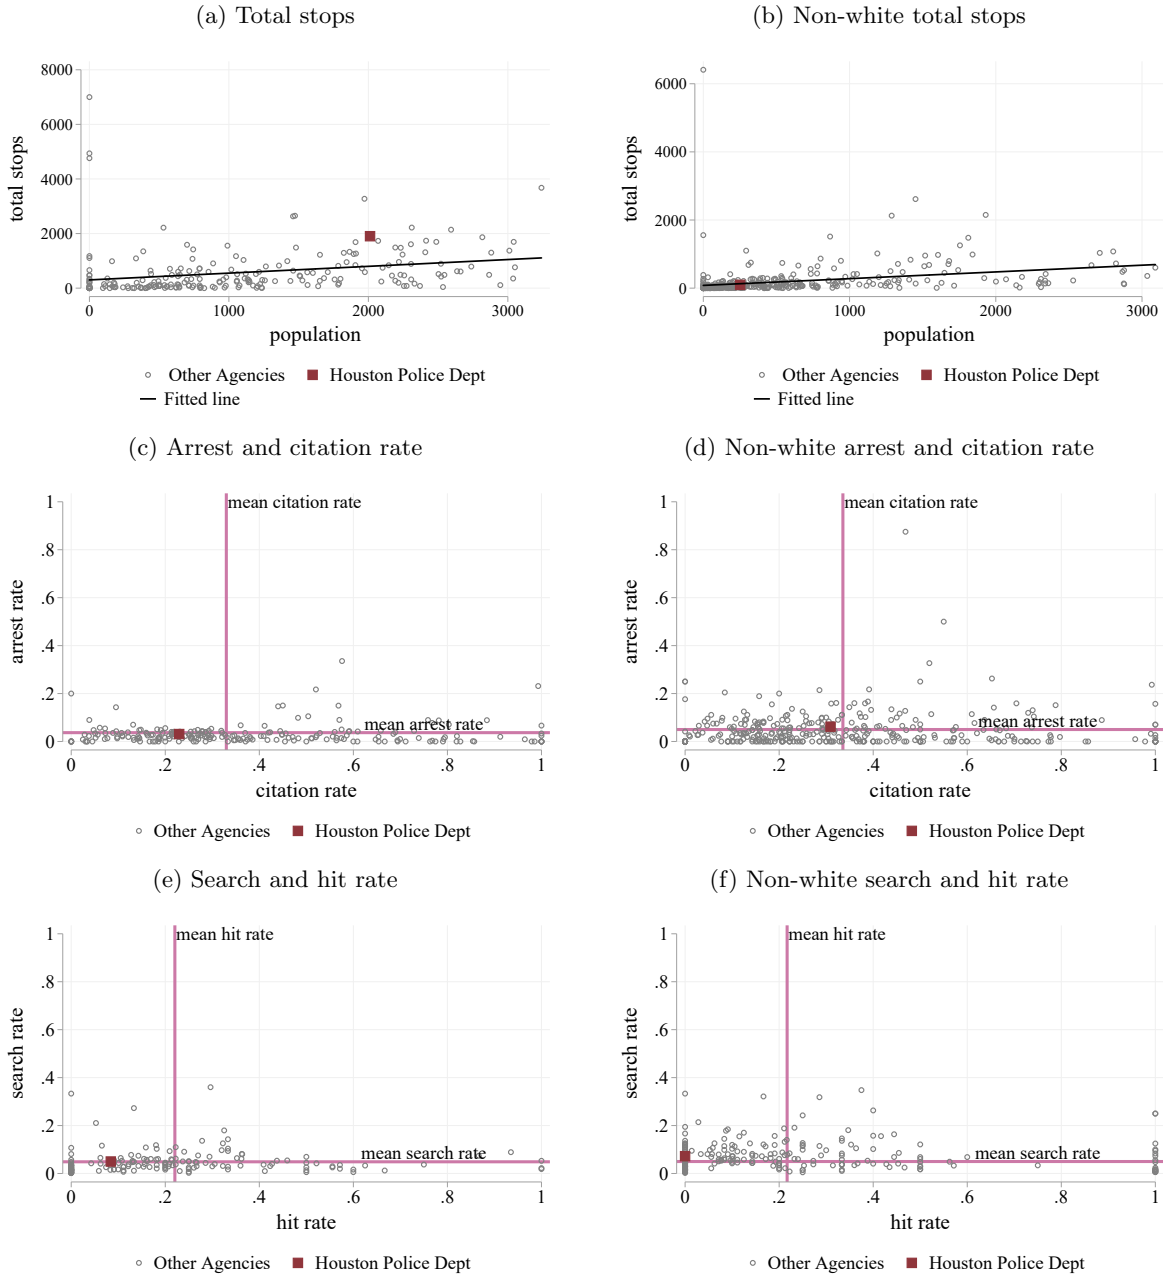 (a) Total stops
(b) Non-white total stops
8000
6000
4000
2000
0
total stops
0 1000 2000 3000
population
Other Agencies Houston Police Dept
Fitted line
6000
4000
2000
0
total stops
0 1000 2000 3000
population
Other Agencies Houston Police Dept
Fitted line
(c) Arrest and citation rate
(d) Non-white arrest and citation rate
1
.8
.6
.4
.2
0
arrest rate
mean citation rate
mean arrest rate
0 .2 .4 .6 .8 1
citation rate
Other Agencies Houston Police Dept
1
.8
.6
.4
.2
0
arrest rate
mean citation rate
mean arrest rate
0 .2 .4 .6 .8 1
citation rate
Other Agencies Houston Police Dept
(e) Search and hit rate
(f) Non-white search and hit rate
1
.8
.6
.4
.2
0
search rate
mean hit rate
mean search rate
0 .2 .4 .6 .8 1
hit rate
Other Agencies Houston Police Dept
1
.8
.6
.4
.2
0
search rate
mean hit rate
mean search rate
0 .2 .4 .6 .8 1
hit rate
Other Agencies Houston Police Dept